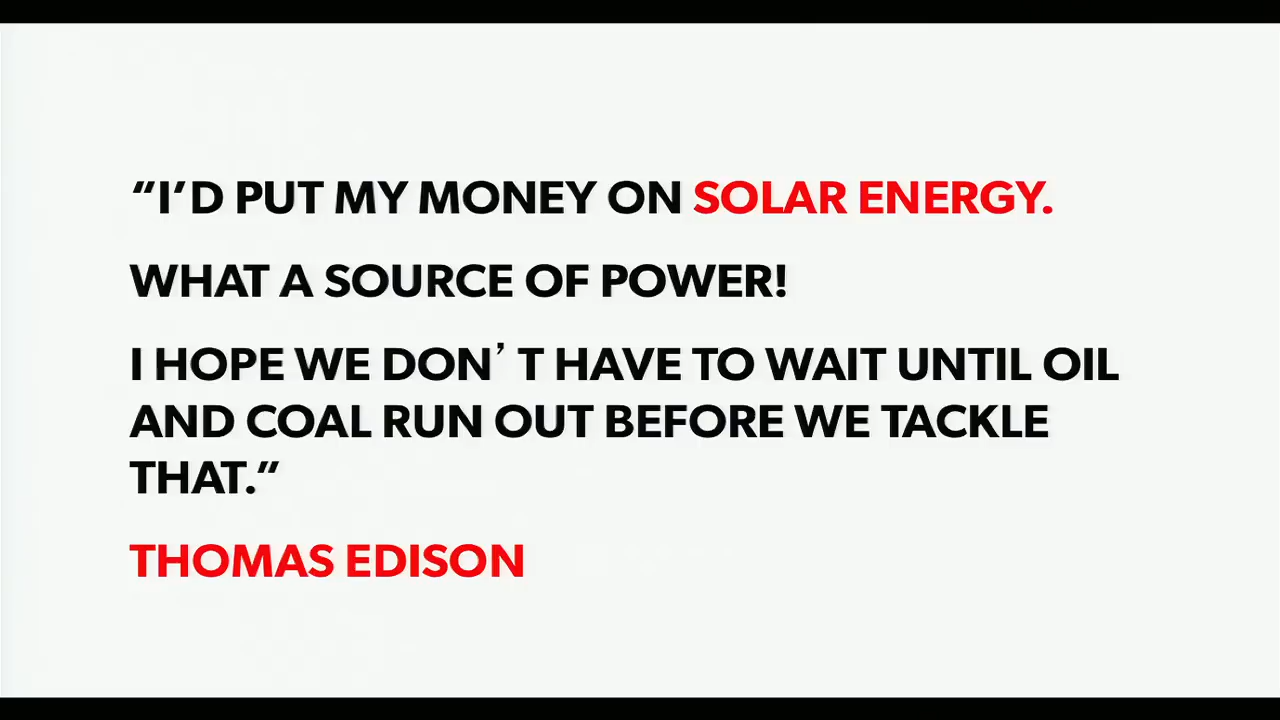 “I’D PUT MY MONEY ON SOLAR ENERGY.
WHAT A SOURCE OF POWER!
I HOPE WE DON’ T HAVE TO WAIT UNTIL OIL
AND COAL RUN OUT BEFORE WE TACKLE
THAT.”
THOMAS EDISON